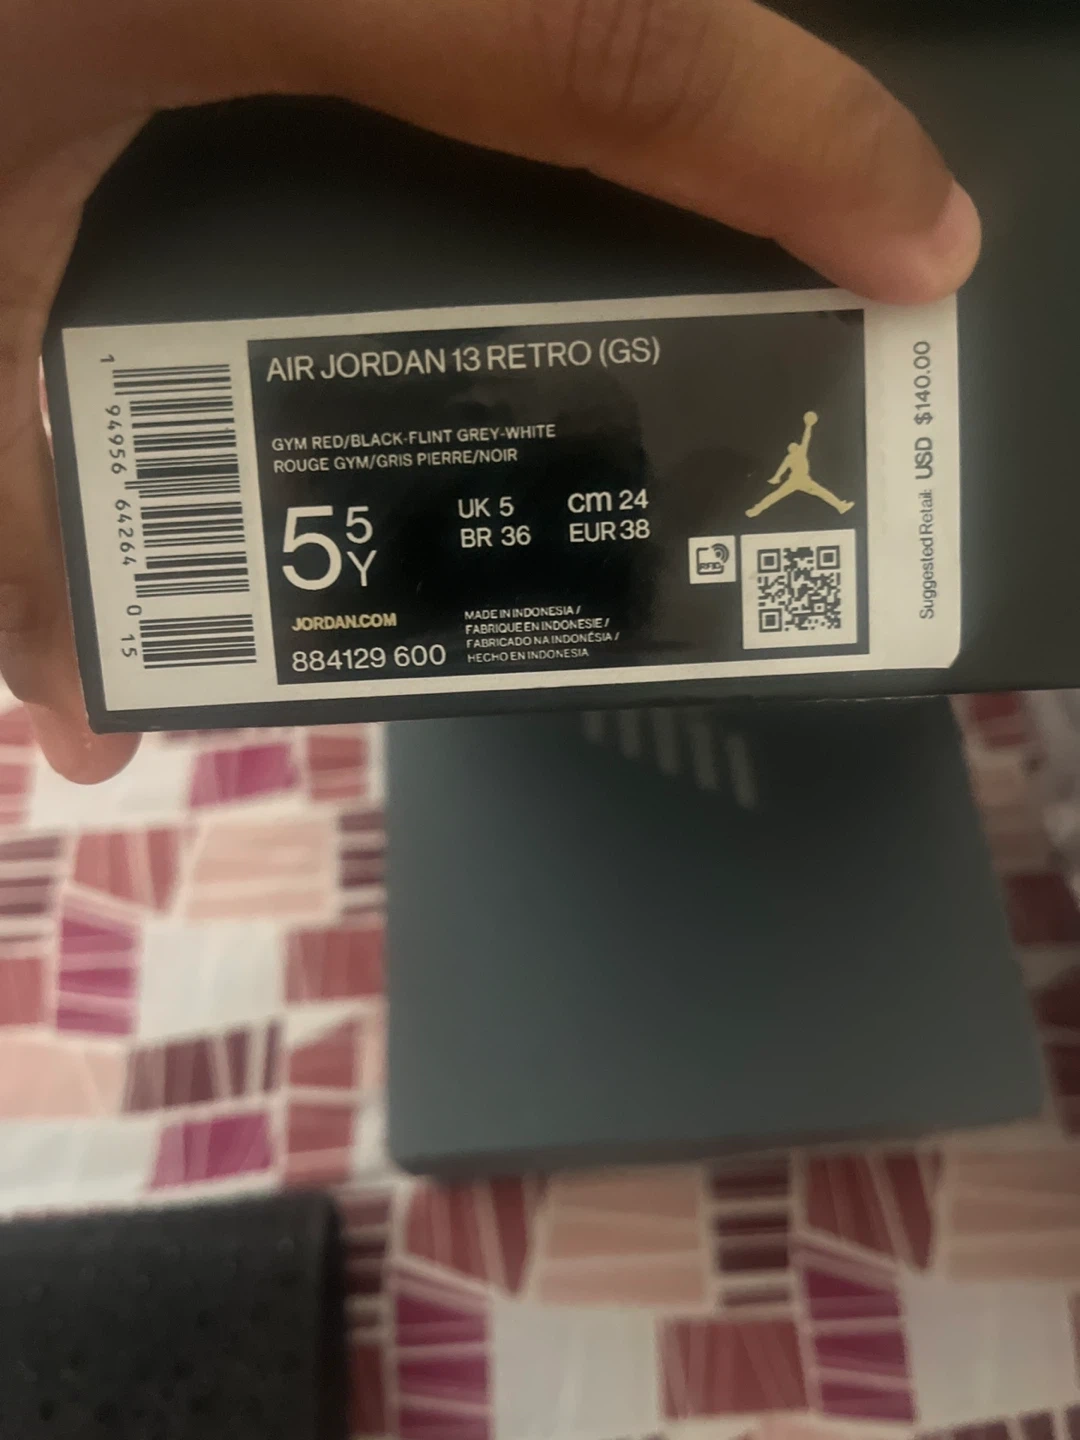 AIR JORDAN 13 RETRO (GS)
GYM RED/BLACK-FLINT GREY-WHITE
ROUGE GYM/GRIS PIERRE/NOIR
5 5Y
UK 5 cm 24
BR 36 EUR 38
RFID
JORDAN.COM
884129 600
MADE IN INDONESIA /
FABRIQUE EN INDONESIE /
FABRICADO NA INDONÉSIA /
HECHO EN INDONESIA
1 94956 64264 0 15
Suggested Retail: USD $140.00